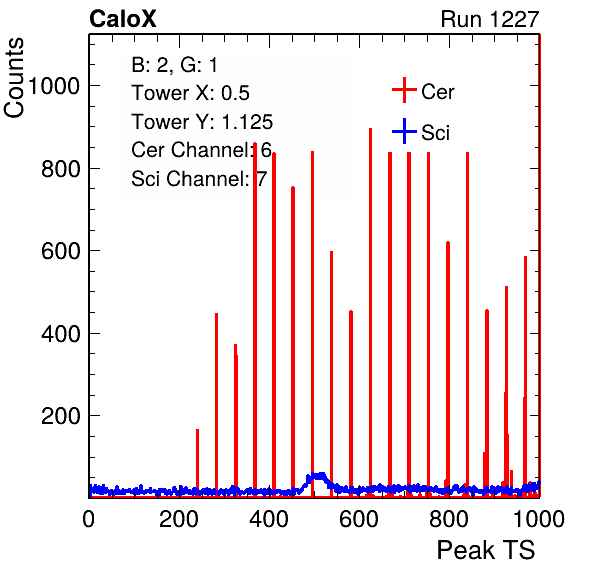 CaloX Run 1227
Counts
B: 2, G: 1
Tower X: 0.5
Tower Y: 1.125
Cer Channel: 6
Sci Channel: 7
Cer
Sci
1000
800
600
400
200
0 200 400 600 800 1000
Peak TS